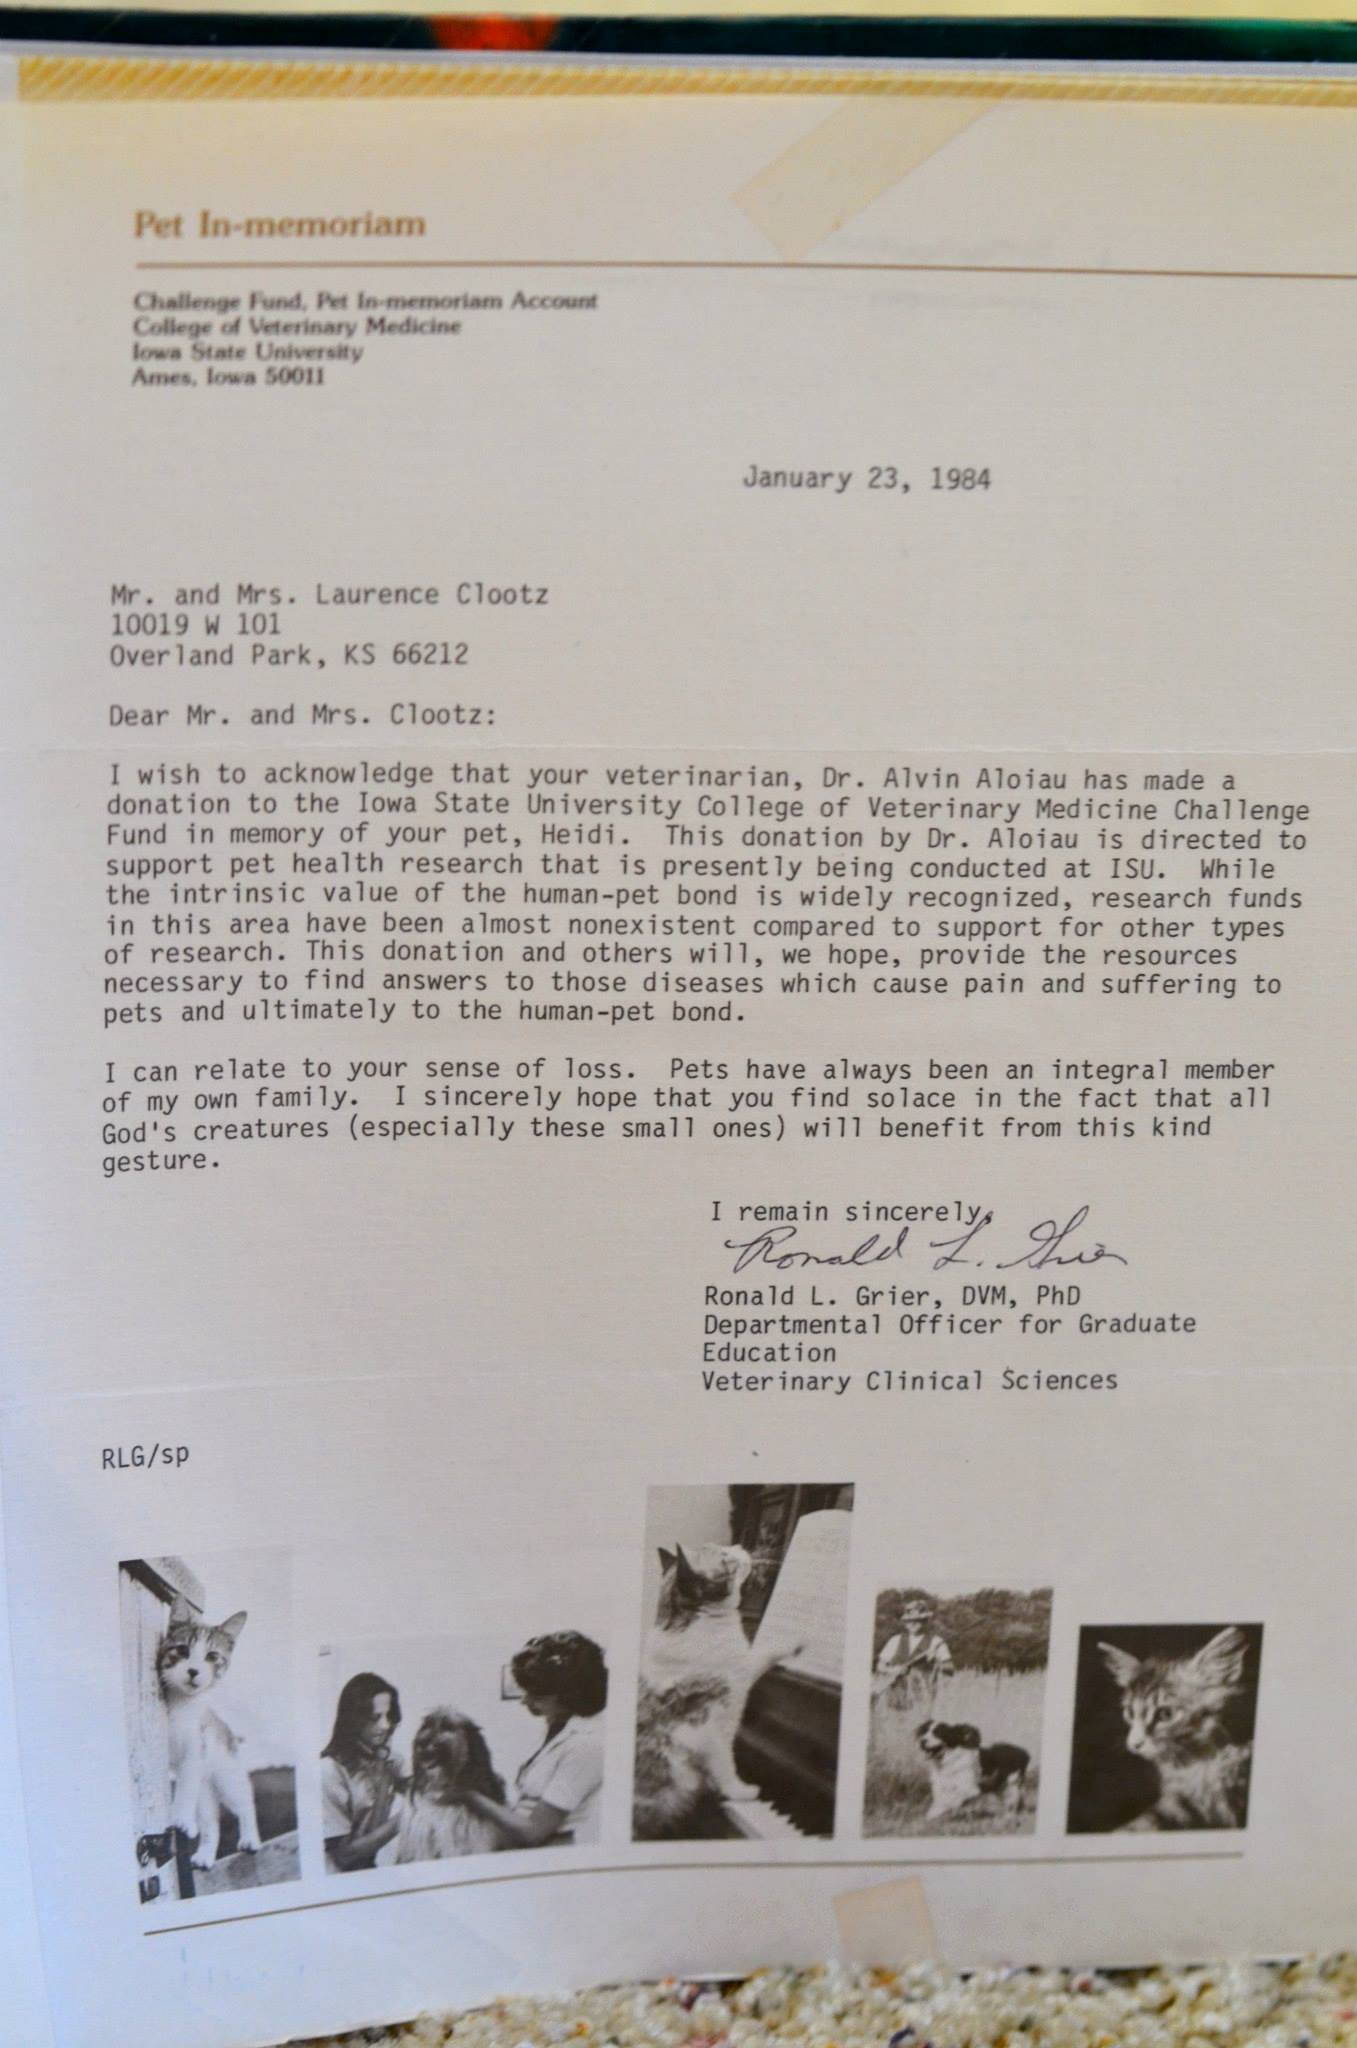 Pet In-memoriam
Challenge Fund, Pet In-memoriam Account
College of Veterinary Medicine
Iowa State University
Ames, Iowa 50011
January 23, 1984
Mr. and Mrs. Laurence Clootz
10019 W 101
Overland Park, KS 66212
Dear Mr. and Mrs. Clootz:
I wish to acknowledge that your veterinarian, Dr. Alvin Aloiau has made a
donation to the Iowa State University College of Veterinary Medicine Challenge
Fund in memory of your pet, Heidi. This donation by Dr. Aloiau is directed to
support pet health research that is presently being conducted at ISU. While
the intrinsic value of the human-pet bond is widely recognized, research funds
in this area have been almost nonexistent compared to support for other types
of research. This donation and others will, we hope, provide the resources
necessary to find answers to those diseases which cause pain and suffering to
pets and ultimately to the human-pet bond.
I can relate to your sense of loss. Pets have always been an integral member
of my own family. I sincerely hope that you find solace in the fact that all
God's creatures (especially these small ones) will benefit from this kind
gesture.
I remain sincerely,
Ronald L. Grier
Ronald L. Grier, DVM, PhD
Departmental Officer for Graduate
Education
Veterinary Clinical Sciences
RLG/sp